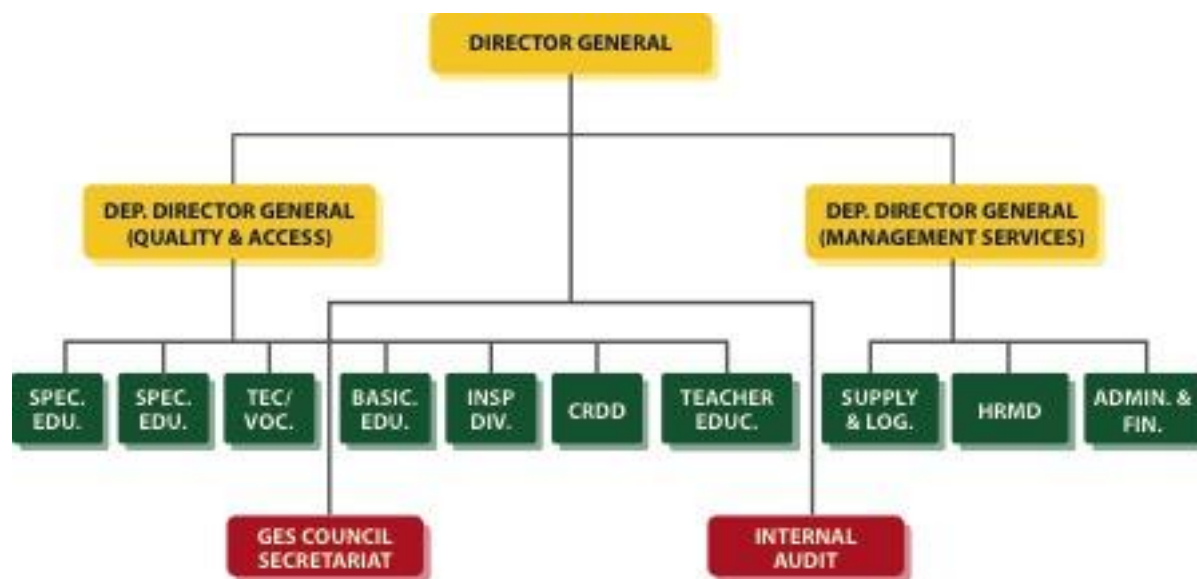 DIRECTOR GENERAL
DEP. DIRECTOR GENERAL
(QUALITY & ACCESS)
DEP. DIRECTOR GENERAL
(MANAGEMENT SERVICES)
SPEC.
EDU.
SPEC.
EDU.
TEC/
VOC.
BASIC.
EDU.
INSP
DIV.
CRDD
TEACHER
EDUC.
SUPPLY
& LOG.
HRMD
ADMIN. &
FIN.
GES COUNCIL
SECRETARIAT
INTERNAL
AUDIT